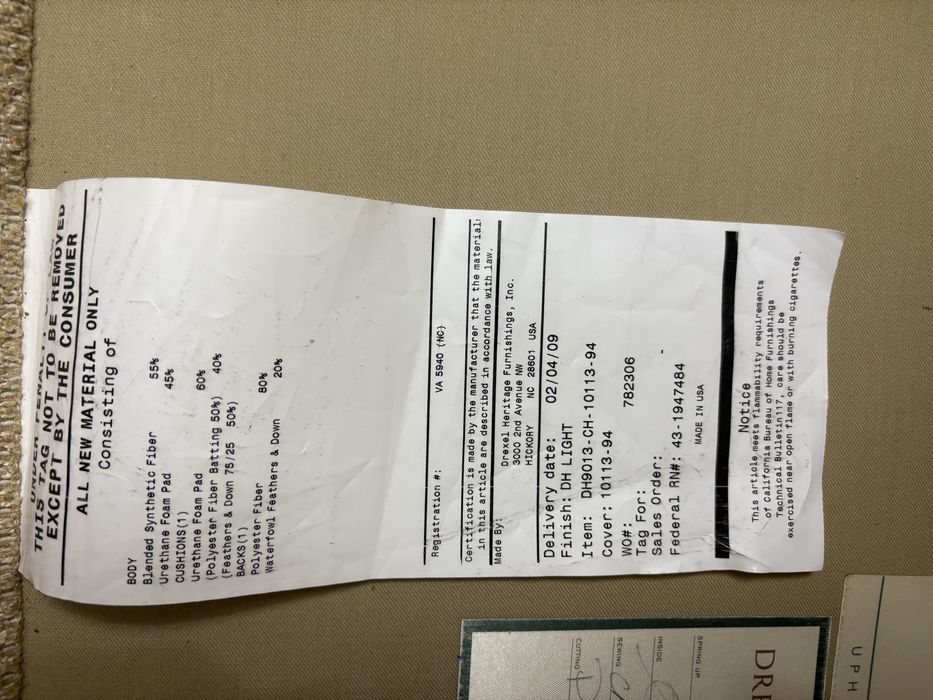 UNDER PENALTY
THIS TAG NOT TO BE REMOVED
EXCEPT BY THE CONSUMER
ALL NEW MATERIAL ONLY
Consisting of
BODY
Blended Synthetic Fiber 55%
Urethane Foam Pad 45%
CUSHIONS(1)
Urethane Foam Pad 60%
(Polyester Fiber Batting 50%) 40%
(Feathers & Down 75/25 50%)
BACKS(1)
Polyester Fiber 80%
Waterfowl Feathers & Down 20%
Registration #: VA 5940 (NC)
Certification is made by the manufacturer that the material
in this article are described in accordance with law.
Made By:
Drexel Heritage Furnishings, Inc.
3000 2nd Avenue NW
HICKORY NC 28601 USA
Delivery date: 02/04/09
Finish: DH LIGHT
Item: DH9013-CH-10113-94
Cover: 10113-94
WO#: 782306
Tag For:
Sales Order:
Federal RN#: 43-1947484
MADE IN USA
Notice
This article meets flammability requirements
of California Bureau of Home Furnishings
Technical Bulletin117, care should be
exercised near open flame or with burning cigarettes.
CUTTING
SEWING
INSIDE
SPRING UP
DRE
UPH